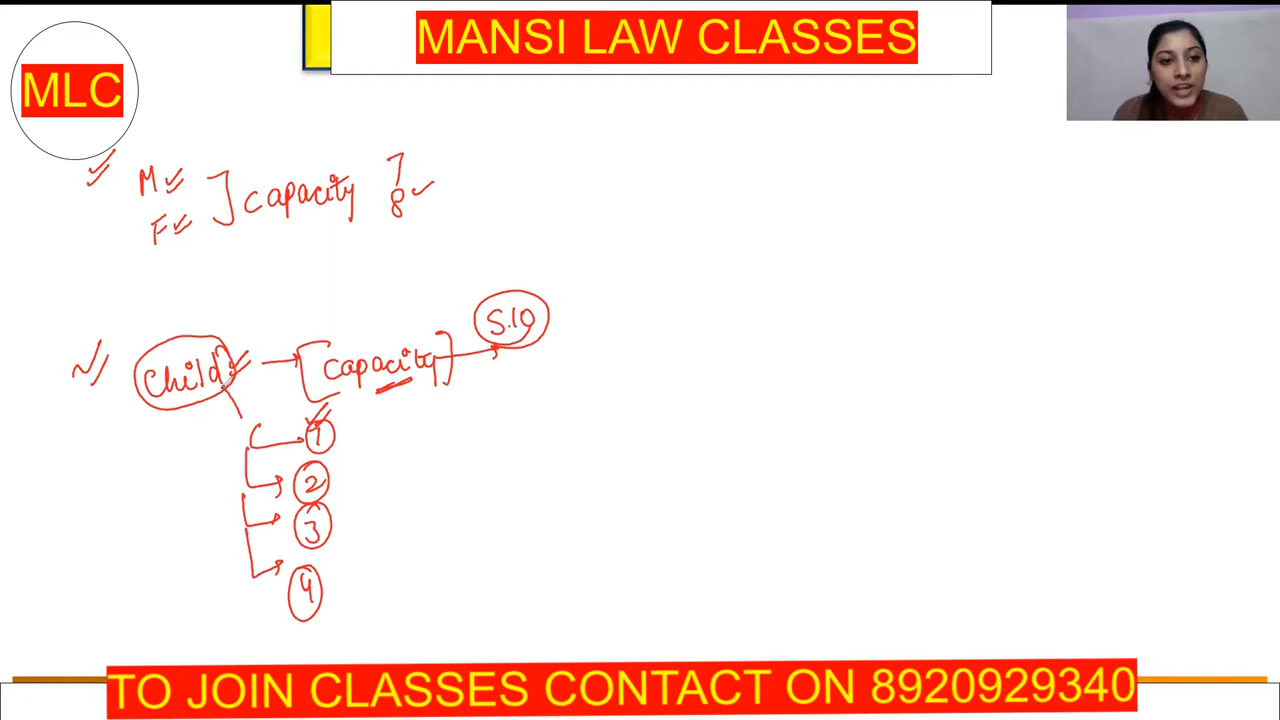 MANSI LAW CLASSES
MLC
M
F
capacity
7
8
Child
capacity
S.10
1
2
3
4
TO JOIN CLASSES CONTACT ON 8920929340